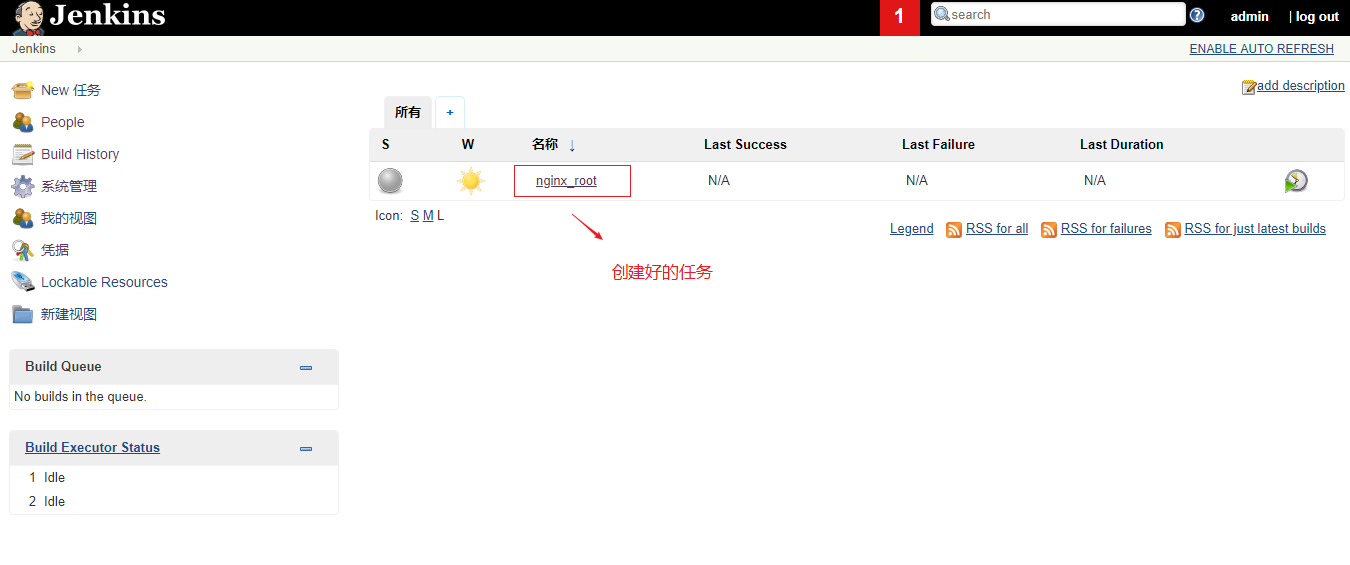 Jenkins
1
search
admin
| log out
Jenkins
ENABLE AUTO REFRESH
New 任务
People
Build History
系统管理
我的视图
凭据
Lockable Resources
新建视图
add description
所有 +
S W 名称 ↓ Last Success Last Failure Last Duration
nginx_root N/A N/A N/A
Icon: S M L
Legend RSS for all RSS for failures RSS for just latest builds
创建好的任务
Build Queue
No builds in the queue.
Build Executor Status
1 Idle
2 Idle